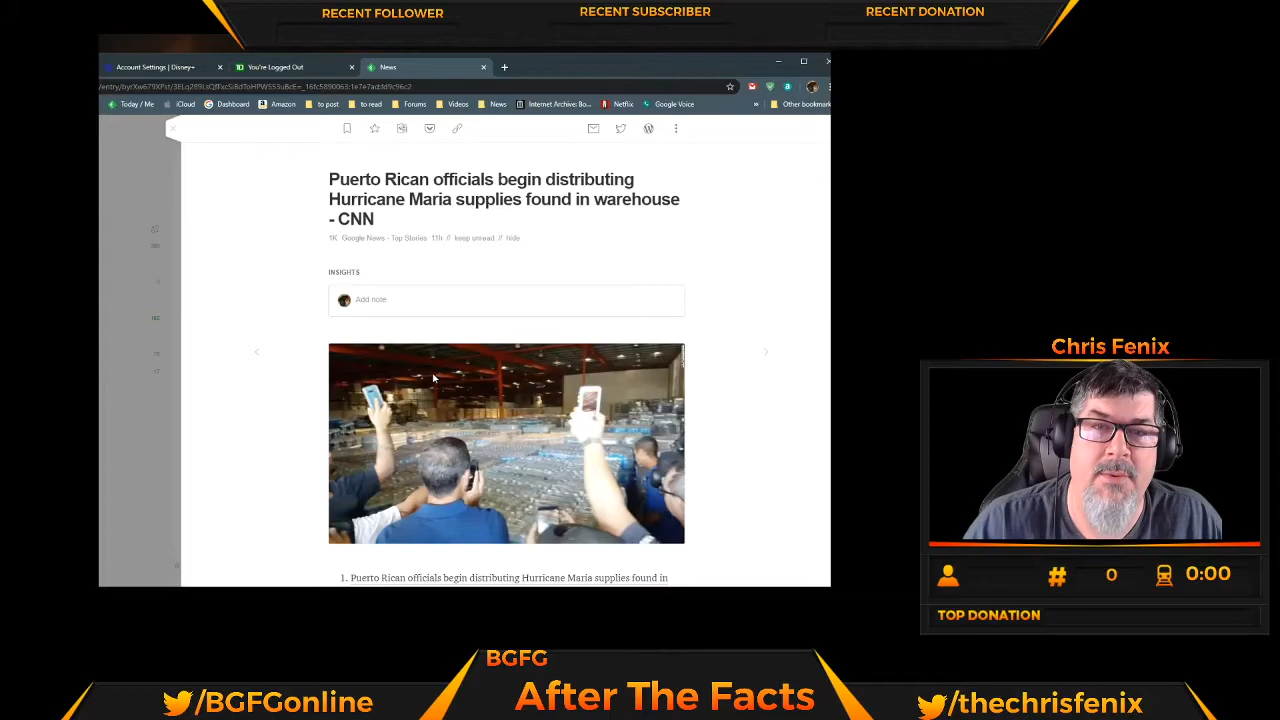 RECENT FOLLOWER
RECENT SUBSCRIBER
RECENT DONATION
Account Settings | Disney+
You're Logged Out
News
Today / Me
iCloud
Dashboard
Amazon
to post
to read
Forums
Videos
News
Internet Archive: Bo...
Netflix
Google Voice
Other bookmark
Puerto Rican officials begin distributing
Hurricane Maria supplies found in warehouse
- CNN
1K Google News - Top Stories 11h // keep unread // hide
INSIGHTS
Add note
1. Puerto Rican officials begin distributing Hurricane Maria supplies found in
Chris Fenix
# 0 0:00
TOP DONATION
BGFG
After The Facts
/BGFGonline
/thechrisfenix